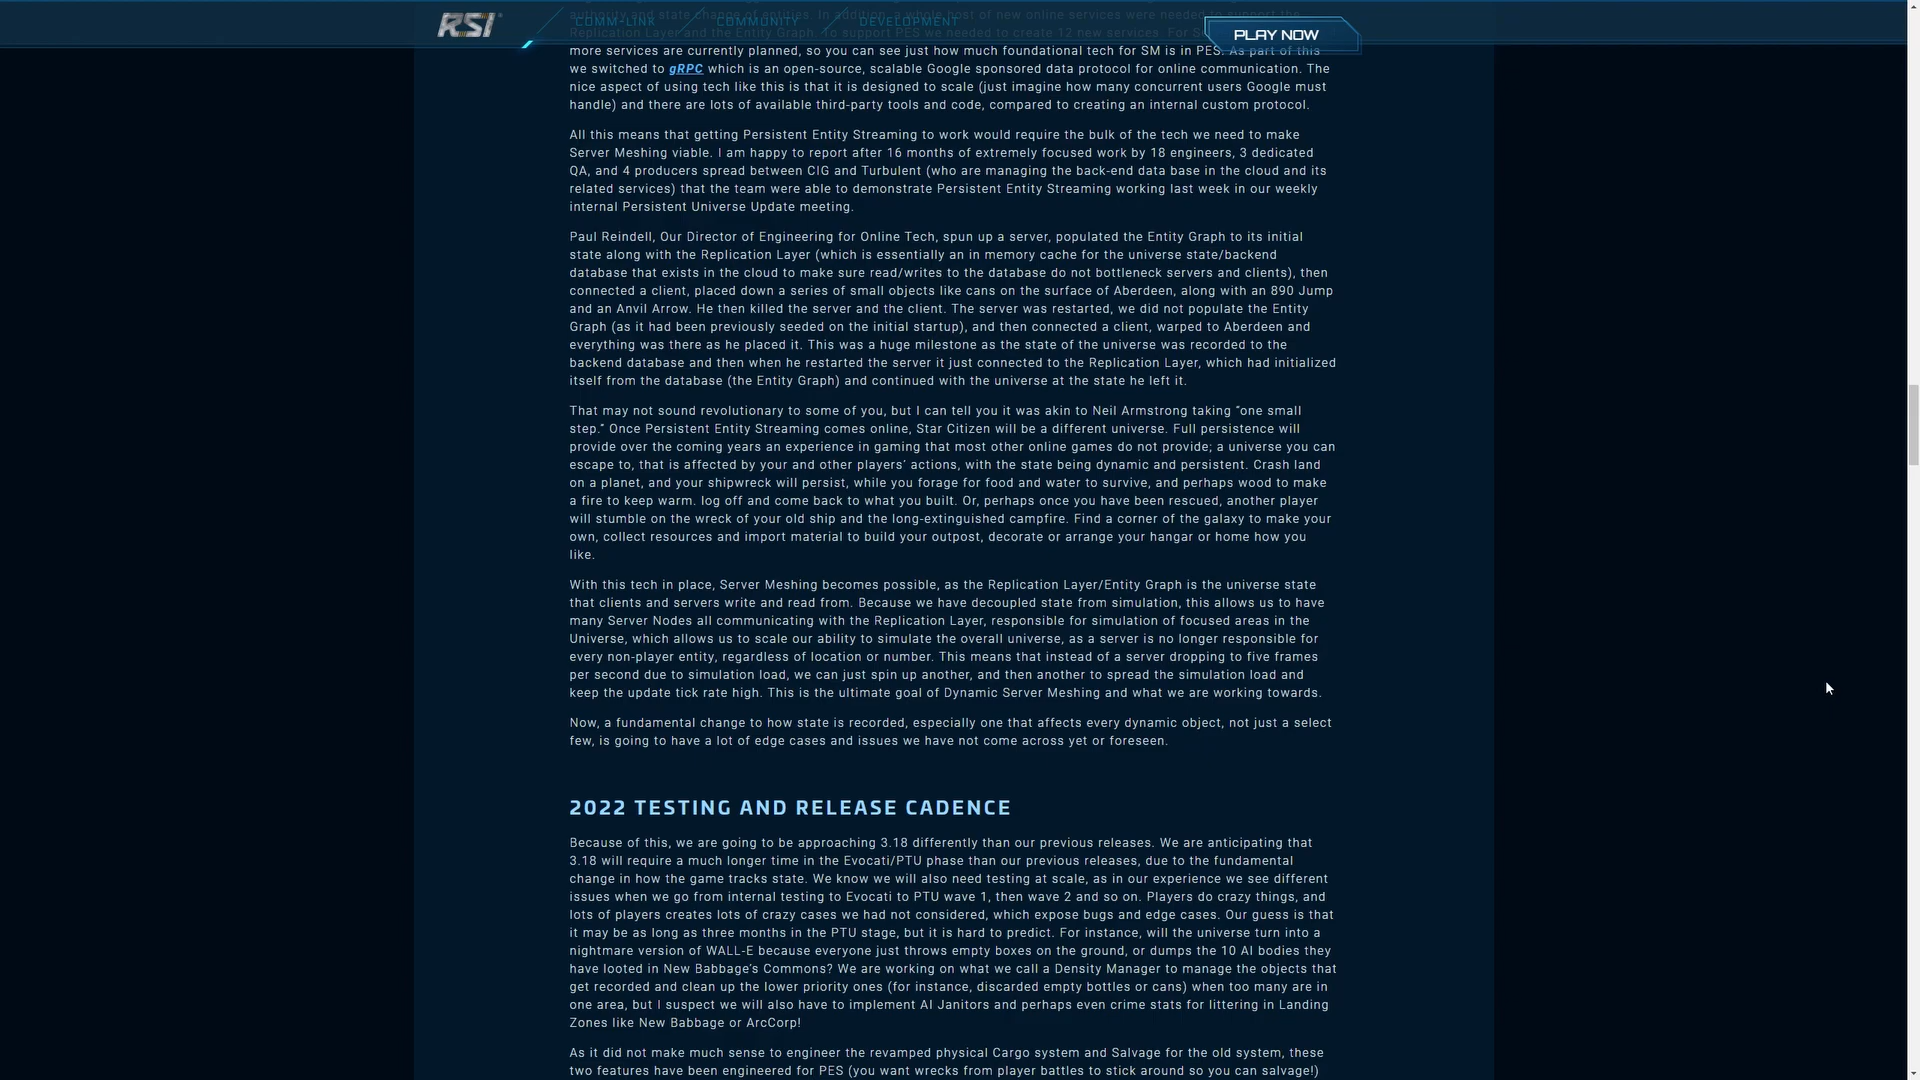 authority and state change of entities. In addition a whole host of new online services were needed to support the
RSI COMM-LINK COMMUNITY DEVELOPMENT PLAY NOW
Replication Layer and the Entity Graph. To support PES we needed to create 12 new services. For
more services are currently planned, so you can see just how much foundational tech for SM is in PES. As part of this
we switched to gRPC which is an open-source, scalable Google sponsored data protocol for online communication. The
nice aspect of using tech like this is that it is designed to scale (just imagine how many concurrent users Google must
handle) and there are lots of available third-party tools and code, compared to creating an internal custom protocol.
All this means that getting Persistent Entity Streaming to work would require the bulk of the tech we need to make
Server Meshing viable. I am happy to report after 16 months of extremely focused work by 18 engineers, 3 dedicated
QA, and 4 producers spread between CIG and Turbulent (who are managing the back-end data base in the cloud and its
related services) that the team were able to demonstrate Persistent Entity Streaming working last week in our weekly
internal Persistent Universe Update meeting.
Paul Reindell, Our Director of Engineering for Online Tech, spun up a server, populated the Entity Graph to its initial
state along with the Replication Layer (which is essentially an in memory cache for the universe state/backend
database that exists in the cloud to make sure read/writes to the database do not bottleneck servers and clients), then
connected a client, placed down a series of small objects like cans on the surface of Aberdeen, along with an 890 Jump
and an Anvil Arrow. He then killed the server and the client. The server was restarted, we did not populate the Entity
Graph (as it had been previously seeded on the initial startup), and then connected a client, warped to Aberdeen and
everything was there as he placed it. This was a huge milestone as the state of the universe was recorded to the
backend database and then when he restarted the server it just connected to the Replication Layer, which had initialized
itself from the database (the Entity Graph) and continued with the universe at the state he left it.
That may not sound revolutionary to some of you, but I can tell you it was akin to Neil Armstrong taking “one small
step.” Once Persistent Entity Streaming comes online, Star Citizen will be a different universe. Full persistence will
provide over the coming years an experience in gaming that most other online games do not provide; a universe you can
escape to, that is affected by your and other players’ actions, with the state being dynamic and persistent. Crash land
on a planet, and your shipwreck will persist, while you forage for food and water to survive, and perhaps wood to make
a fire to keep warm. log off and come back to what you built. Or, perhaps once you have been rescued, another player
will stumble on the wreck of your old ship and the long-extinguished campfire. Find a corner of the galaxy to make your
own, collect resources and import material to build your outpost, decorate or arrange your hangar or home how you
like.
With this tech in place, Server Meshing becomes possible, as the Replication Layer/Entity Graph is the universe state
that clients and servers write and read from. Because we have decoupled state from simulation, this allows us to have
many Server Nodes all communicating with the Replication Layer, responsible for simulation of focused areas in the
Universe, which allows us to scale our ability to simulate the overall universe, as a server is no longer responsible for
every non-player entity, regardless of location or number. This means that instead of a server dropping to five frames
per second due to simulation load, we can just spin up another, and then another to spread the simulation load and
keep the update tick rate high. This is the ultimate goal of Dynamic Server Meshing and what we are working towards.
Now, a fundamental change to how state is recorded, especially one that affects every dynamic object, not just a select
few, is going to have a lot of edge cases and issues we have not come across yet or foreseen.
2022 TESTING AND RELEASE CADENCE
Because of this, we are going to be approaching 3.18 differently than our previous releases. We are anticipating that
3.18 will require a much longer time in the Evocati/PTU phase than our previous releases, due to the fundamental
change in how the game tracks state. We know we will also need testing at scale, as in our experience we see different
issues when we go from internal testing to Evocati to PTU wave 1, then wave 2 and so on. Players do crazy things, and
lots of players creates lots of crazy cases we had not considered, which expose bugs and edge cases. Our guess is that
it may be as long as three months in the PTU stage, but it is hard to predict. For instance, will the universe turn into a
nightmare version of WALL-E because everyone just throws empty boxes on the ground, or dumps the 10 AI bodies they
have looted in New Babbage’s Commons? We are working on what we call a Density Manager to manage the objects that
get recorded and clean up the lower priority ones (for instance, discarded empty bottles or cans) when too many are in
one area, but I suspect we will also have to implement AI Janitors and perhaps even crime stats for littering in Landing
Zones like New Babbage or ArcCorp!
As it did not make much sense to engineer the revamped physical Cargo system and Salvage for the old system, these
two features have been engineered for PES (you want wrecks from player battles to stick around so you can salvage!)